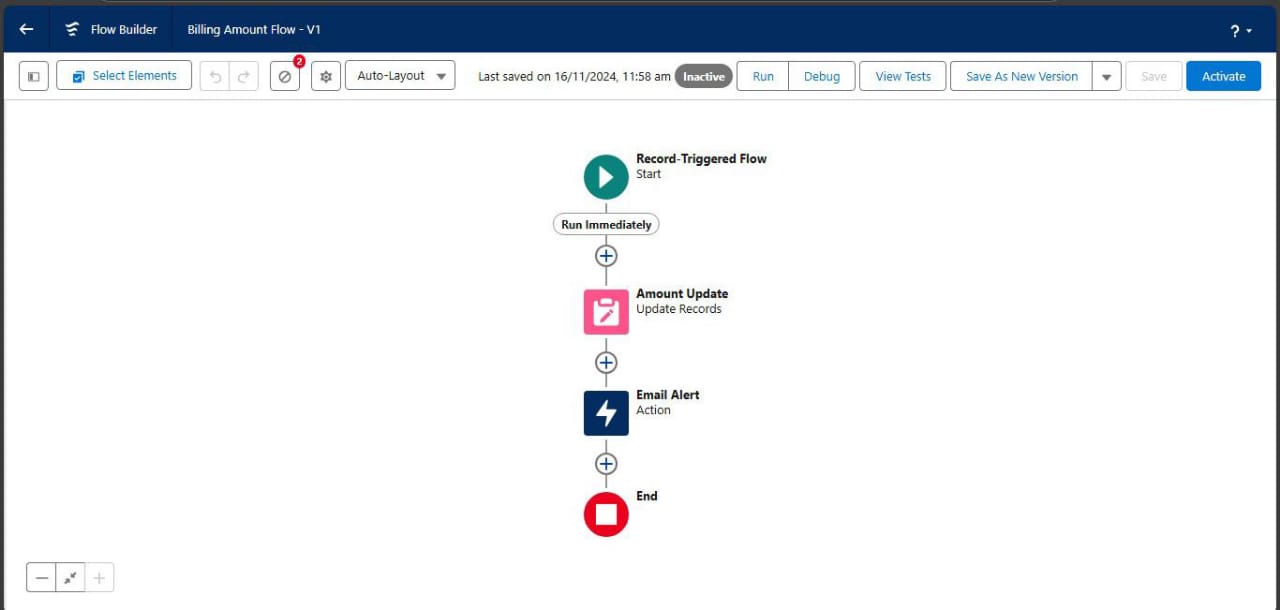 Flow Builder
Billing Amount Flow - V1
?
2
Select Elements
Auto-Layout
Last saved on 16/11/2024, 11:58 am
Inactive
Run
Debug
View Tests
Save As New Version
Save
Activate
Record-Triggered Flow
Start
Run Immediately
Amount Update
Update Records
Email Alert
Action
End